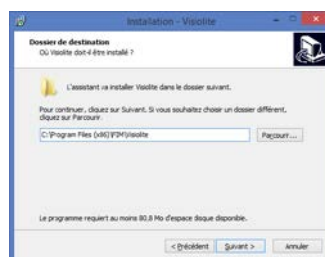 Installation - Visiolite
Dossier de destination
Où Visiolite doit-il être installé ?
L'assistant va installer Visiolite dans le dossier suivant.
Pour continuer, cliquez sur Suivant. Si vous souhaitez choisir un dossier différent,
cliquez sur Parcourir.
C:\Program Files (x86)\FIM\Visiolite
Parcourir...
Le programme requiert au moins 80,8 Mo d'espace disque disponible.
< Précédent
Suivant >
Annuler